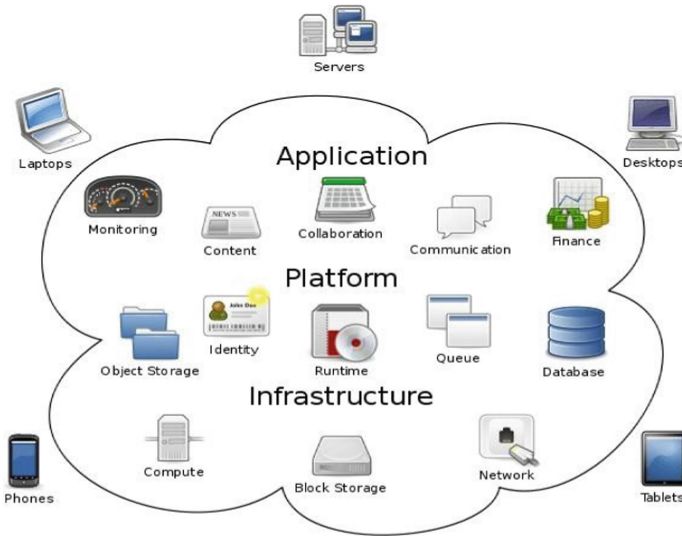 Servers
Laptops
Desktops
Application
Monitoring
NEWS
Content
Collaboration
Communication
Finance
Platform
Object Storage
John Doe
Identity
Runtime
Queue
Database
Infrastructure
Compute
Block Storage
Network
Phones
Tablets